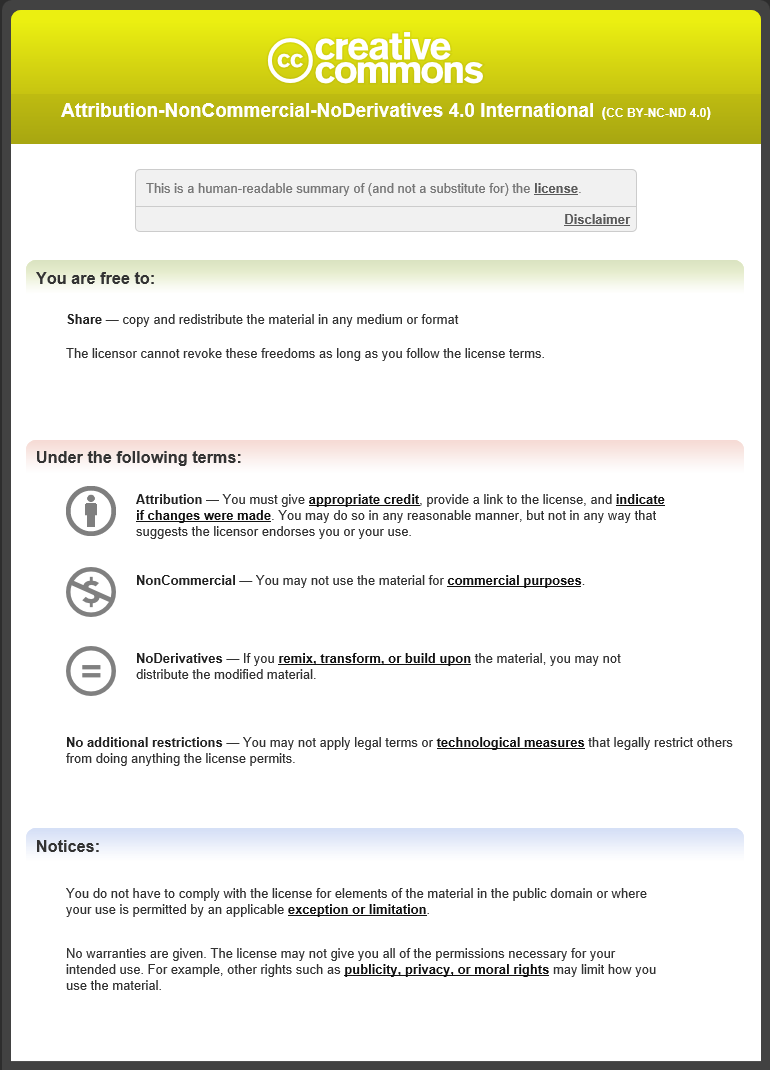 cc creative
commons
Attribution-NonCommercial-NoDerivatives 4.0 International (CC BY-NC-ND 4.0)
This is a human-readable summary of (and not a substitute for) the license.
Disclaimer
You are free to:
Share — copy and redistribute the material in any medium or format
The licensor cannot revoke these freedoms as long as you follow the license terms.
Under the following terms:
Attribution — You must give appropriate credit, provide a link to the license, and indicate
if changes were made. You may do so in any reasonable manner, but not in any way that
suggests the licensor endorses you or your use.
$
NonCommercial — You may not use the material for commercial purposes.
=
NoDerivatives — If you remix, transform, or build upon the material, you may not
distribute the modified material.
No additional restrictions — You may not apply legal terms or technological measures that legally restrict others
from doing anything the license permits.
Notices:
You do not have to comply with the license for elements of the material in the public domain or where
your use is permitted by an applicable exception or limitation.
No warranties are given. The license may not give you all of the permissions necessary for your
intended use. For example, other rights such as publicity, privacy, or moral rights may limit how you
use the material.